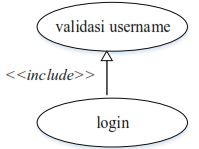 validasi username
<<include>>
login